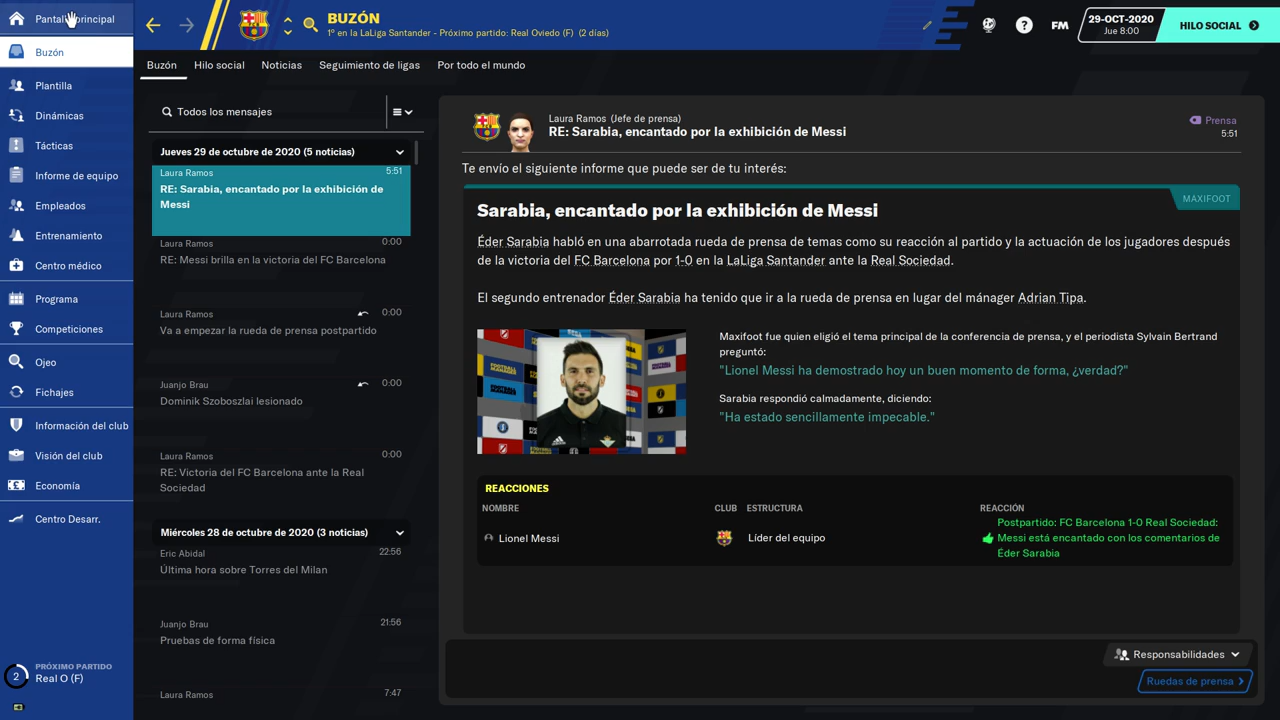 Pantalla principal
Buzón
Plantilla
Dinámicas
Tácticas
Informe de equipo
Empleados
Entrenamiento
Centro médico
Programa
Competiciones
Ojeo
Fichajes
Información del club
Visión del club
Economía
Centro Desarr.
2
PRÓXIMO PARTIDO
Real O (F)
BUZÓN
1º en la LaLiga Santander - Próximo partido: Real Oviedo (F) (2 días)
FM
29-OCT-2020
Jue 8:00
HILO SOCIAL
Buzón
Hilo social
Noticias
Seguimiento de ligas
Por todo el mundo
Todos los mensajes
Jueves 29 de octubre de 2020 (5 noticias)
Laura Ramos 5:51
RE: Sarabia, encantado por la exhibición de
Messi
Laura Ramos 0:00
RE: Messi brilla en la victoria del FC Barcelona
Laura Ramos 0:00
Va a empezar la rueda de prensa postpartido
Juanjo Brau 0:00
Dominik Szoboszlai lesionado
Laura Ramos 0:00
RE: Victoria del FC Barcelona ante la Real
Sociedad
Miércoles 28 de octubre de 2020 (3 noticias)
Eric Abidal 22:56
Última hora sobre Torres del Milan
Juanjo Brau 21:56
Pruebas de forma física
Laura Ramos 7:47
Laura Ramos (Jefe de prensa)
RE: Sarabia, encantado por la exhibición de Messi
Prensa
5:51
Te envío el siguiente informe que puede ser de tu interés:
MAXIFOOT
Sarabia, encantado por la exhibición de Messi
Éder Sarabia habló en una abarrotada rueda de prensa de temas como su reacción al partido y la actuación de los jugadores después
de la victoria del FC Barcelona por 1-0 en la LaLiga Santander ante la Real Sociedad.
El segundo entrenador Éder Sarabia ha tenido que ir a la rueda de prensa en lugar del mánager Adrian Tipa.
Maxifoot fue quien eligió el tema principal de la conferencia de prensa, y el periodista Sylvain Bertrand
preguntó:
"Lionel Messi ha demostrado hoy un buen momento de forma, ¿verdad?"
Sarabia respondió calmadamente, diciendo:
"Ha estado sencillamente impecable."
REACCIONES
NOMBRE CLUB ESTRUCTURA REACCIÓN
Lionel Messi Líder del equipo
Postpartido: FC Barcelona 1-0 Real Sociedad:
Messi está encantado con los comentarios de
Éder Sarabia
Responsabilidades
Ruedas de prensa